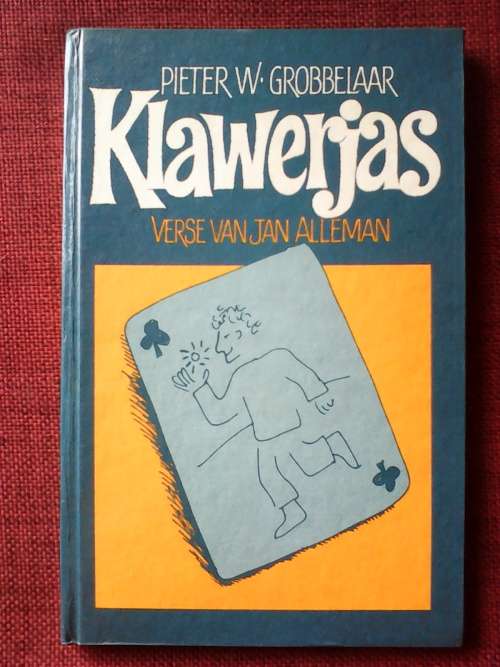 PIETER W. GROBBELAAR
Klawerjas
VERSE VAN JAN ALLEMAN